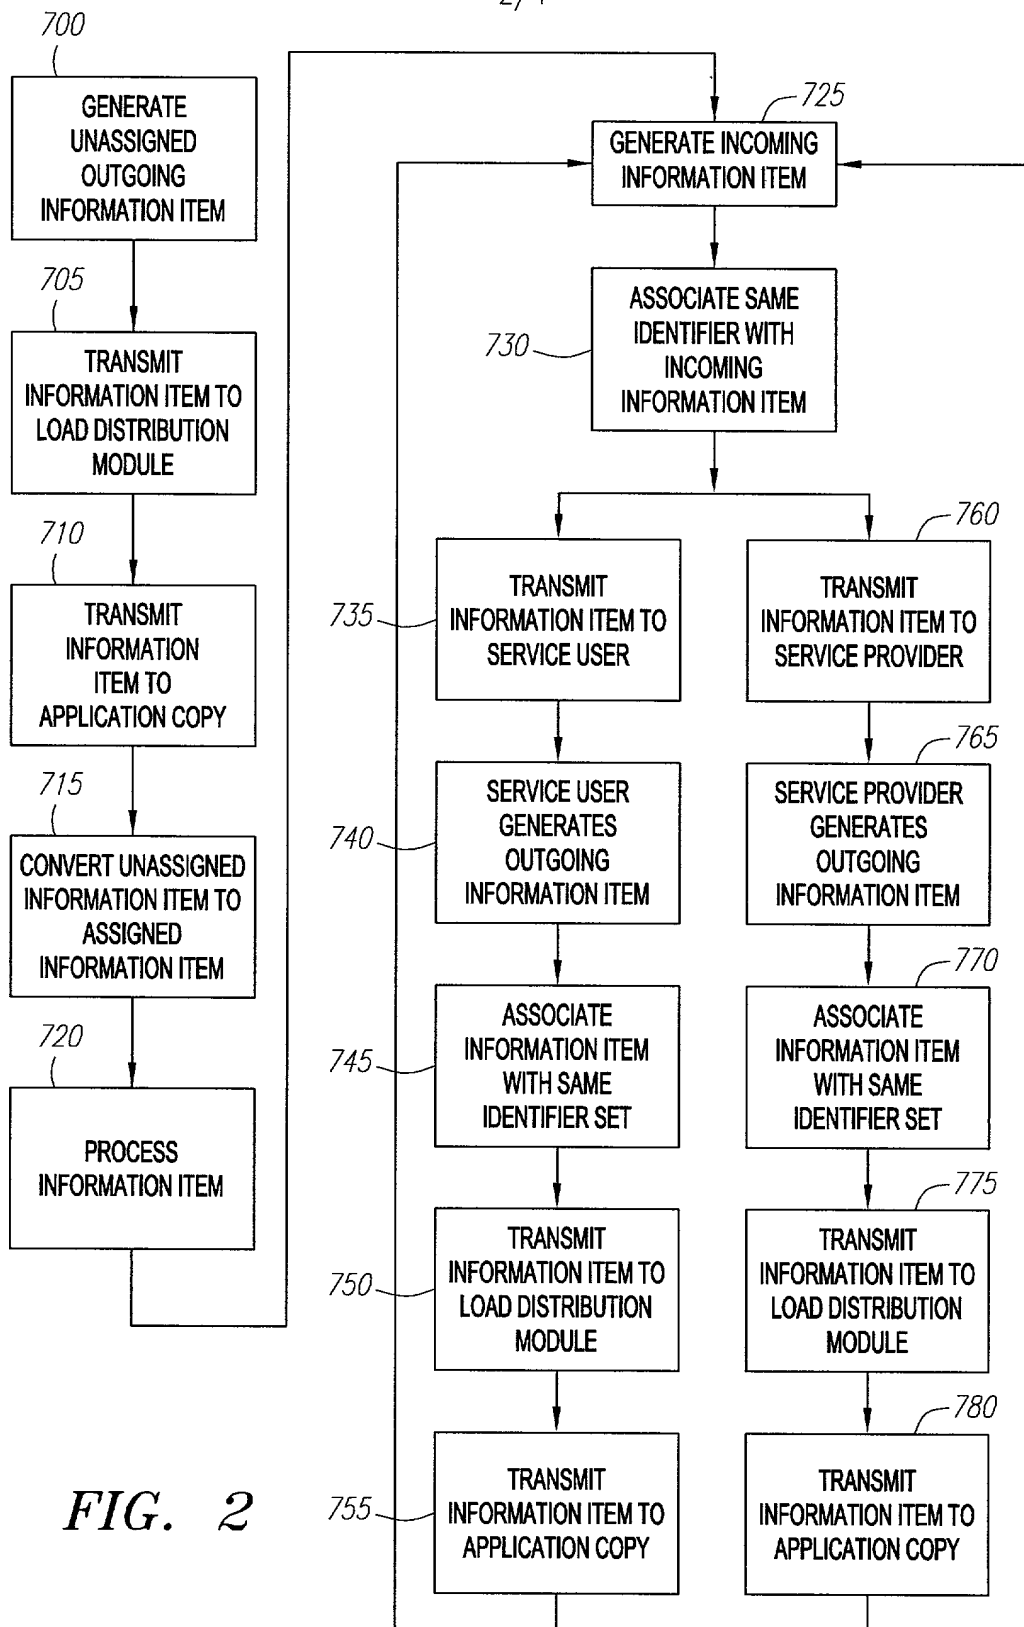 700
GENERATE
UNASSIGNED
OUTGOING
INFORMATION ITEM
705
TRANSMIT
INFORMATION ITEM TO
LOAD DISTRIBUTION
MODULE
710
TRANSMIT
INFORMATION
ITEM TO
APPLICATION COPY
715
CONVERT UNASSIGNED
INFORMATION ITEM TO
ASSIGNED
INFORMATION ITEM
720
PROCESS
INFORMATION ITEM
725
GENERATE INCOMING
INFORMATION ITEM
730
ASSOCIATE SAME
IDENTIFIER WITH
INCOMING
INFORMATION ITEM
735
TRANSMIT
INFORMATION ITEM TO
SERVICE USER
740
SERVICE USER
GENERATES
OUTGOING
INFORMATION ITEM
745
ASSOCIATE
INFORMATION ITEM
WITH SAME
IDENTIFIER SET
750
TRANSMIT
INFORMATION ITEM TO
LOAD DISTRIBUTION
MODULE
755
TRANSMIT
INFORMATION ITEM TO
APPLICATION COPY
760
TRANSMIT
INFORMATION ITEM TO
SERVICE PROVIDER
765
SERVICE PROVIDER
GENERATES
OUTGOING
INFORMATION ITEM
770
ASSOCIATE
INFORMATION ITEM
WITH SAME
IDENTIFIER SET
775
TRANSMIT
INFORMATION ITEM TO
LOAD DISTRIBUTION
MODULE
780
TRANSMIT
INFORMATION ITEM TO
APPLICATION COPY
FIG. 2